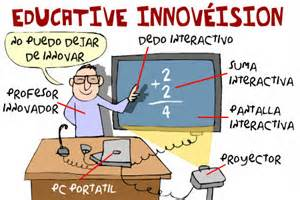 EDUCATIVE INNOVÉISION
NO PUEDO DEJAR
DE INNOVAR
DEDO INTERACTIVO
PROFESOR
INNOVADOR
2
+ 2
4
SUMA
INTERACTIVA
PANTALLA
INTERACTIVA
PROYECTOR
PC PORTATIL